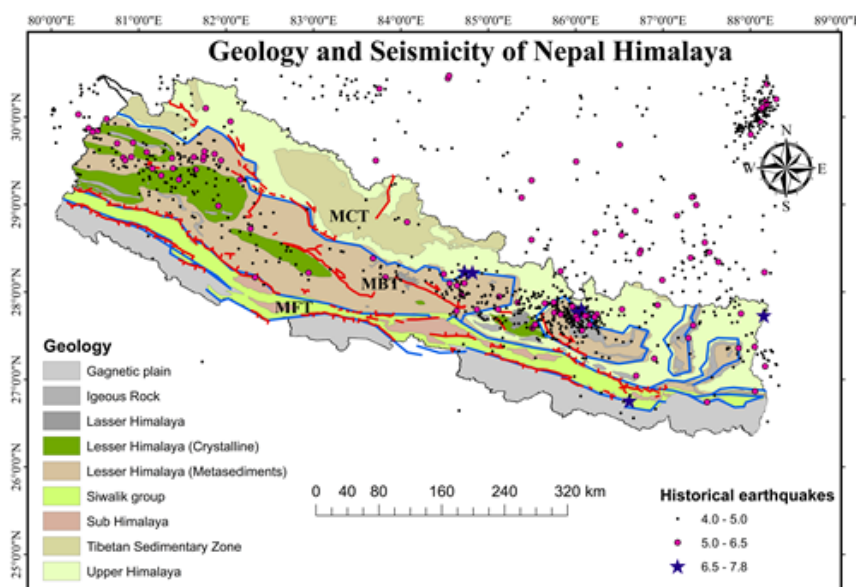 80°0'0"E 81°0'0"E 82°0'0"E 83°0'0"E 84°0'0"E 85°0'0"E 86°0'0"E 87°0'0"E 88°0'0"E 89°0'0"E
Geology and Seismicity of Nepal Himalaya
30°0'0"N
29°0'0"N
28°0'0"N
27°0'0"N
26°0'0"N
25°0'0"N
N
W E
S
MCT
MBT
MFT
Geology
Gagnetic plain
Igeous Rock
Lasser Himalaya
Lesser Himalaya (Crystalline)
Lesser Himalaya (Metasediments)
Siwalik group
Sub Himalaya
Tibetan Sedimentary Zone
Upper Himalaya
0 40 80 160 240 320 km
Historical earthquakes
4.0 - 5.0
5.0 - 6.5
6.5 - 7.8